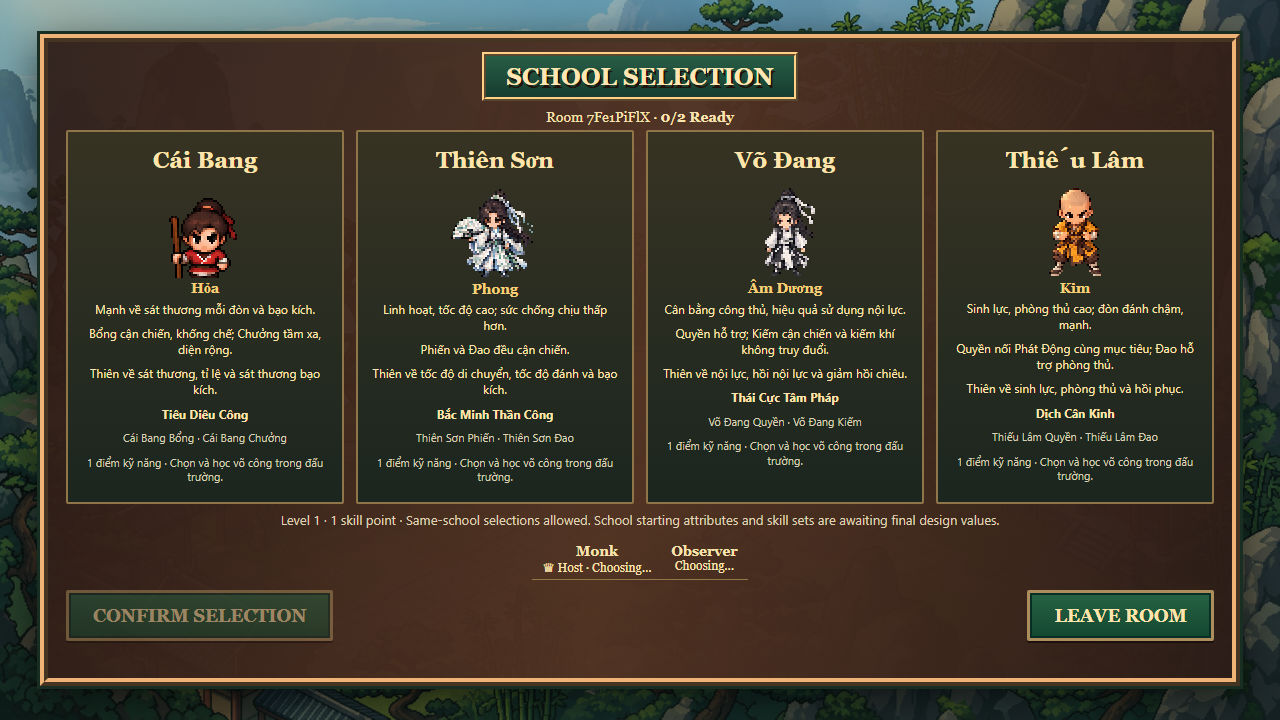 SCHOOL SELECTION
Room 7Fe1PiFlX · 0/2 Ready
Cái Bang
Hỏa
Mạnh về sát thương mỗi đòn và bạo kích.
Bổng cận chiến, khống chế; Chưởng tầm xa,
diện rộng.
Thiên về sát thương, tỉ lệ và sát thương bạo
kích.
Tiêu Diêu Công
Cái Bang Bổng · Cái Bang Chưởng
1 điểm kỹ năng · Chọn và học võ công trong đấu
trường.
Thiên Sơn
Phong
Linh hoạt, tốc độ cao; sức chống chịu thấp
hơn.
Phiến và Đao đều cận chiến.
Thiên về tốc độ di chuyển, tốc độ đánh và bạo
kích.
Bắc Minh Thần Công
Thiên Sơn Phiến · Thiên Sơn Đao
1 điểm kỹ năng · Chọn và học võ công trong đấu
trường.
Võ Đang
Âm Dương
Cân bằng công thủ, hiệu quả sử dụng nội lực.
Quyền hỗ trợ; Kiếm cận chiến và kiếm khí
không truy đuổi.
Thiên về nội lực, hồi nội lực và giảm hồi chiêu.
Thái Cực Tâm Pháp
Võ Đang Quyền · Võ Đang Kiếm
1 điểm kỹ năng · Chọn và học võ công trong đấu
trường.
Thiếu Lâm
Kim
Sinh lực, phòng thủ cao; đòn đánh chậm,
mạnh.
Quyền nối Phát Động cùng mục tiêu; Đao hỗ
trợ phòng thủ.
Thiên về sinh lực, phòng thủ và hồi phục.
Dịch Cân Kinh
Thiếu Lâm Quyền · Thiếu Lâm Đao
1 điểm kỹ năng · Chọn và học võ công trong đấu
trường.
Level 1 · 1 skill point · Same-school selections allowed. School starting attributes and skill sets are awaiting final design values.
Monk
♛ Host · Choosing...
Observer
Choosing...
CONFIRM SELECTION
LEAVE ROOM